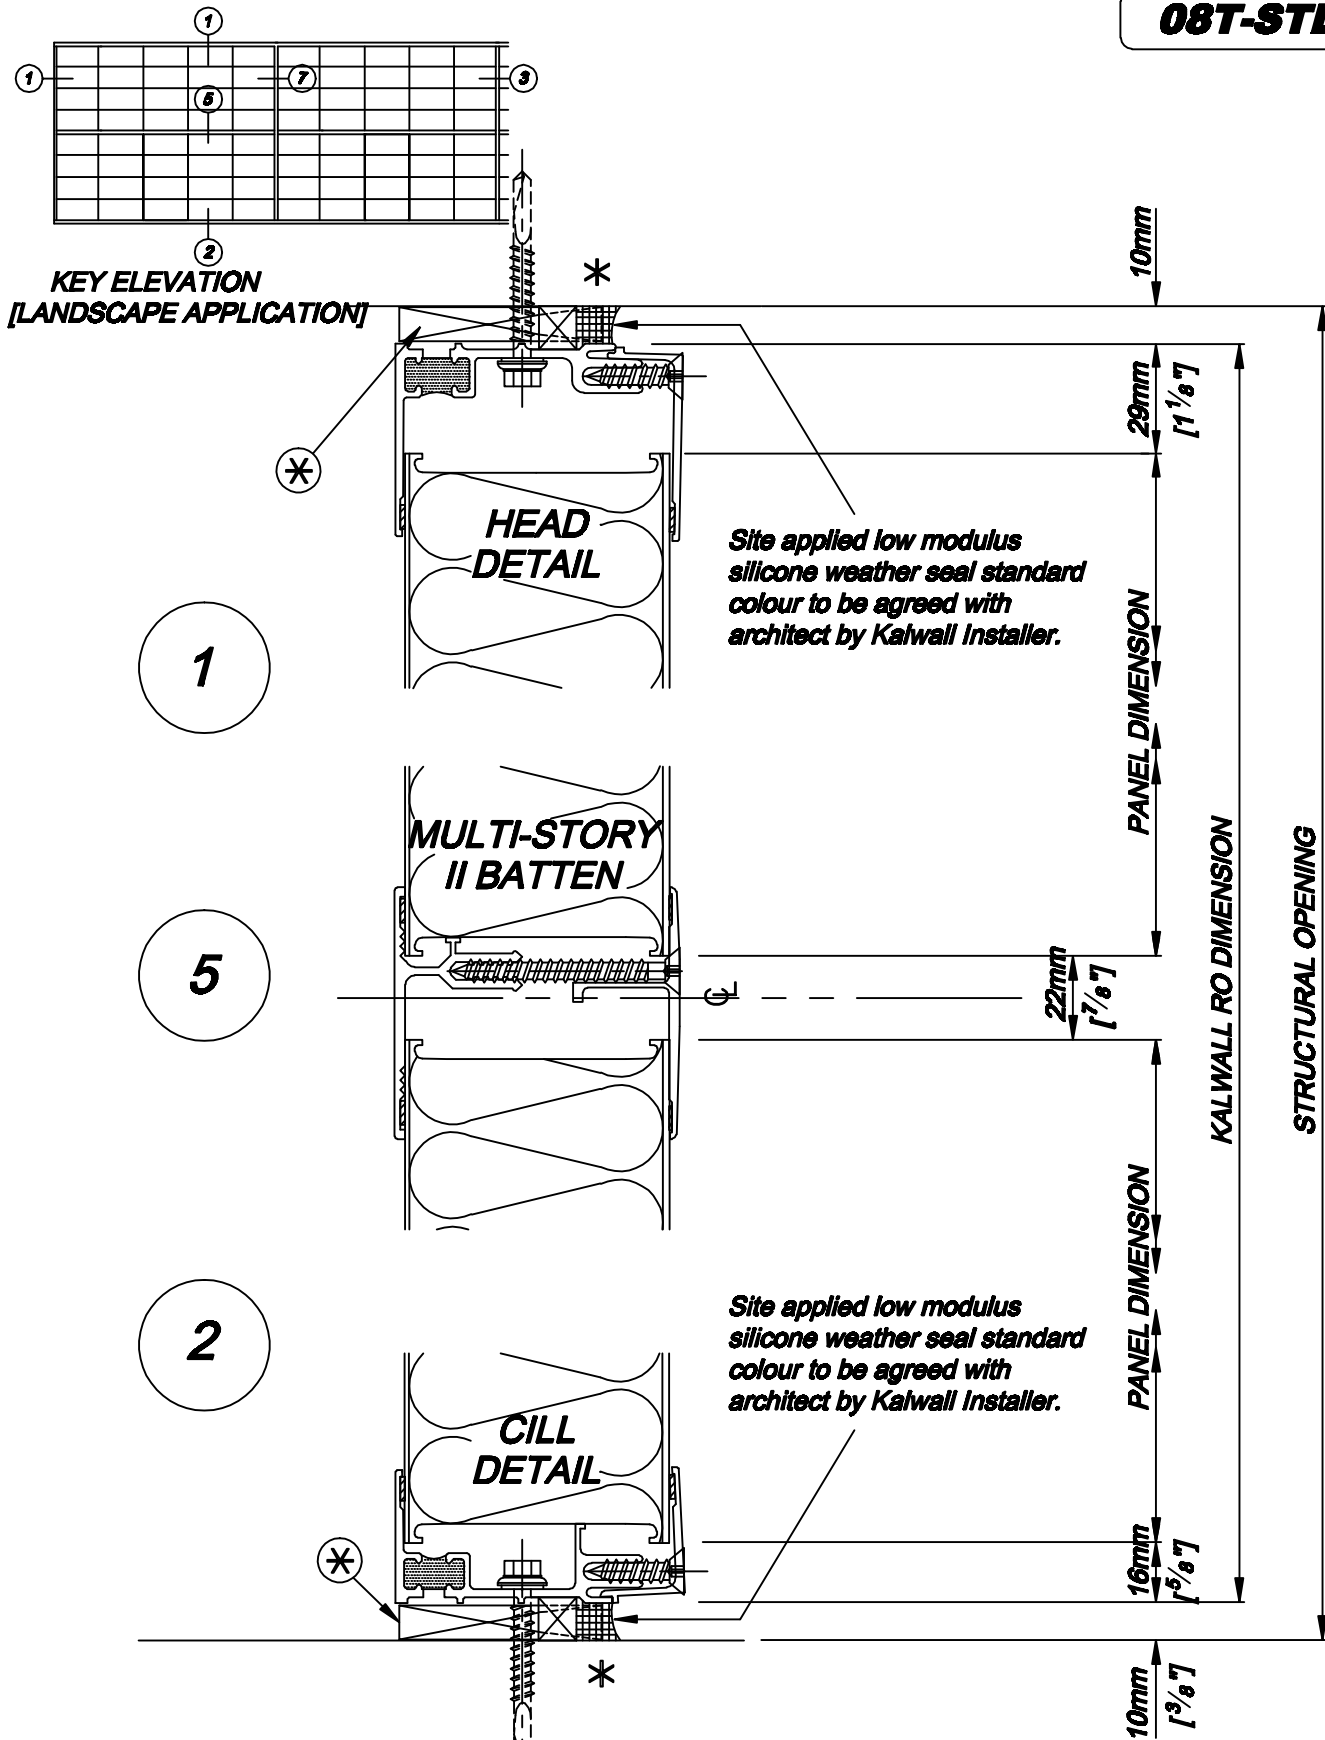 08T-STE
1
1
7
3
5
2
KEY ELEVATION
[LANDSCAPE APPLICATION]
10mm
29mm
[1 1/8"]
HEAD
DETAIL
Site applied low modulus
silicone weather seal standard
colour to be agreed with
architect by Kalwall Installer.
1
PANEL DIMENSION
MULTI-STORY
II BATTEN
KALWALL RO DIMENSION
STRUCTURAL OPENING
5
CL
22mm
[7/8"]
PANEL DIMENSION
2
Site applied low modulus
silicone weather seal standard
colour to be agreed with
architect by Kalwall Installer.
CILL
DETAIL
16mm
[5/8"]
10mm
[3/8"]